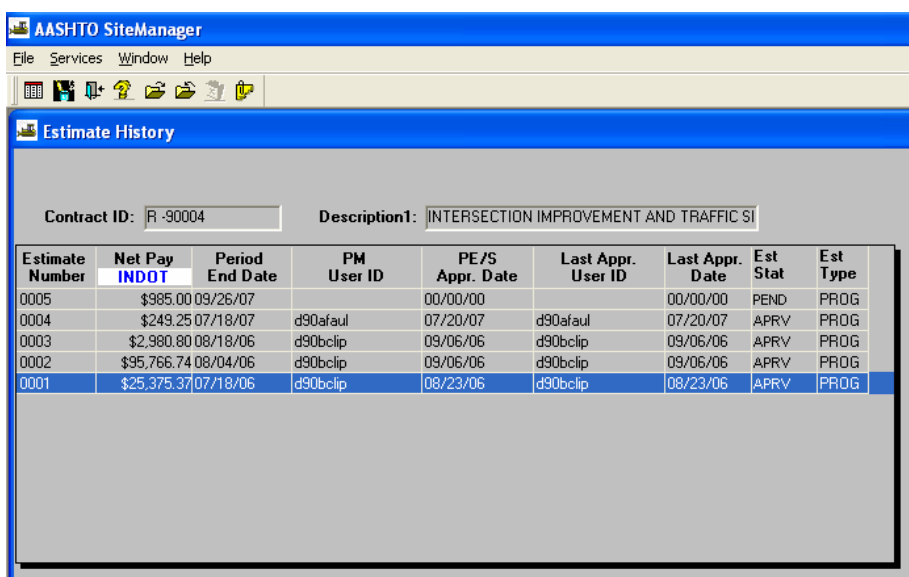 AASHTO SiteManager
File Services Window Help
Estimate History
Contract ID: R -90004 Description1: INTERSECTION IMPROVEMENT AND TRAFFIC SI
Estimate Number Net Pay INDOT Period End Date PM User ID PE/S Appr. Date Last Appr. User ID Last Appr. Date Est Stat Est Type
0005 $985.00 09/26/07 00/00/00 00/00/00 PEND PROG
0004 $249.25 07/18/07 d90afaul 07/20/07 d90afaul 07/20/07 APRV PROG
0003 $2,980.80 08/18/06 d90bclip 09/06/06 d90bclip 09/06/06 APRV PROG
0002 $95,766.74 08/04/06 d90bclip 09/06/06 d90bclip 09/06/06 APRV PROG
0001 $25,375.37 07/18/06 d90bclip 08/23/06 d90bclip 08/23/06 APRV PROG